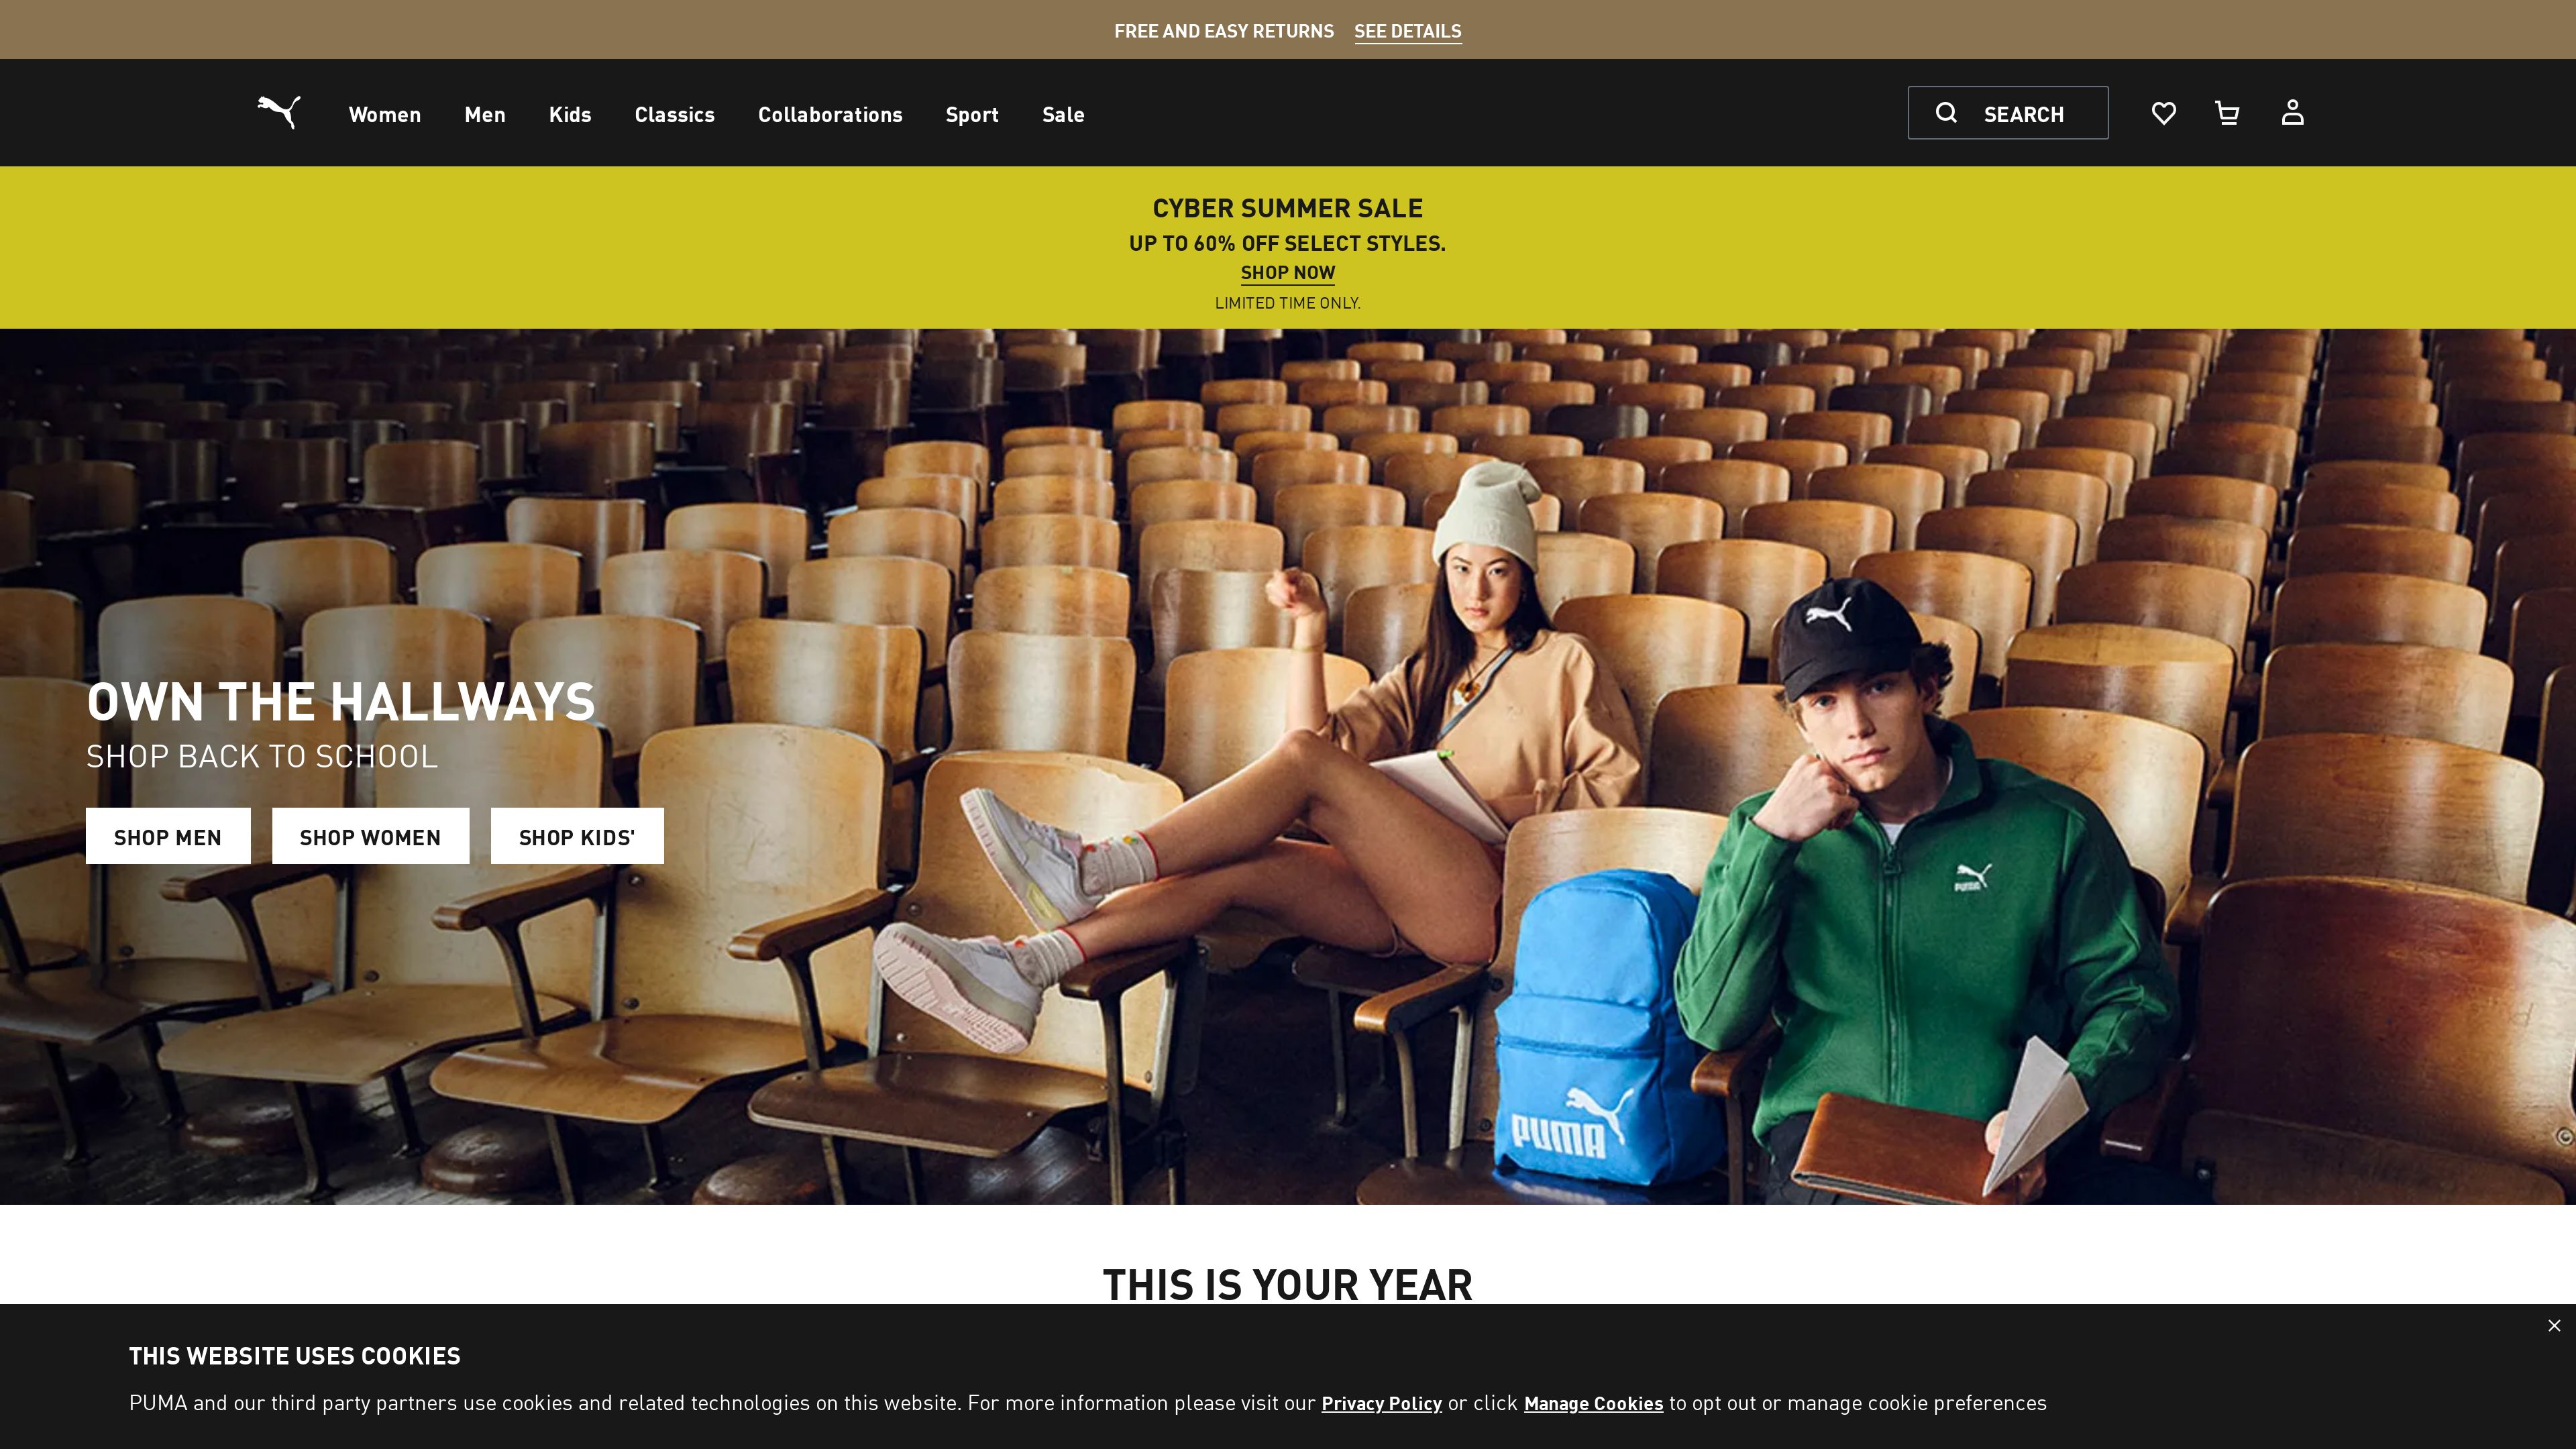 FREE AND EASY RETURNS SEE DETAILS
Women Men Kids Classics Collaborations Sport Sale SEARCH
CYBER SUMMER SALE
UP TO 60% OFF SELECT STYLES.
SHOP NOW
LIMITED TIME ONLY.
OWN THE HALLWAYS
SHOP BACK TO SCHOOL
SHOP MEN SHOP WOMEN SHOP KIDS'
PUMA
PUMA
THIS IS YOUR YEAR
THIS WEBSITE USES COOKIES
PUMA and our third party partners use cookies and related technologies on this website. For more information please visit our Privacy Policy or click Manage Cookies to opt out or manage cookie preferences